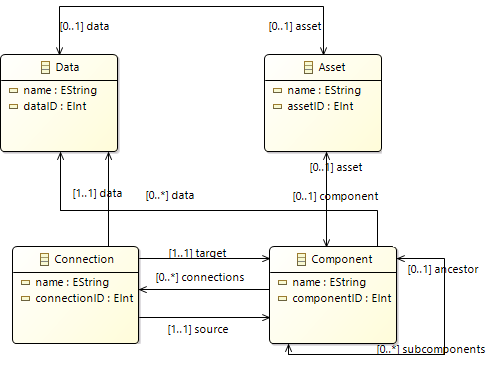 [0..1] data
[0..1] asset
Data
name : EString
dataID : EInt
Asset
name : EString
assetID : EInt
[0..1] asset
[1..1] data
[0..*] data
[0..1] component
Connection
name : EString
connectionID : EInt
[1..1] target
[0..*] connections
[1..1] source
Component
name : EString
componentID : EInt
[0..1] ancestor
[0..*] subcomponents